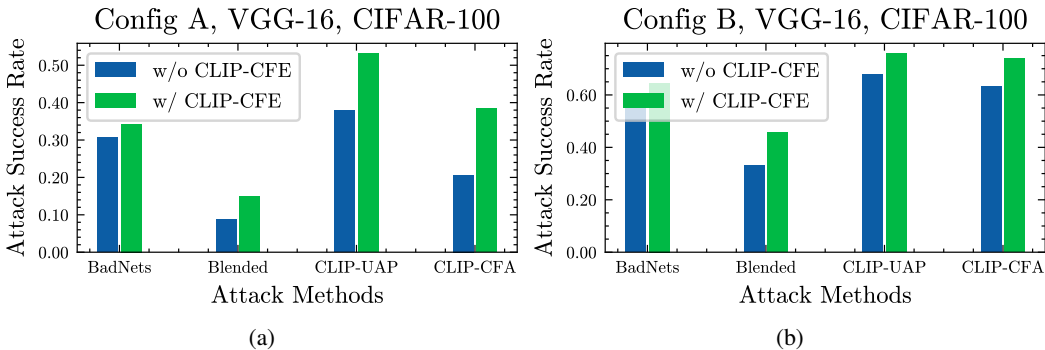 Config A, VGG-16, CIFAR-100
Attack Success Rate
0.50
0.40
0.30
0.20
0.10
0.00
w/o CLIP-CFE
w/ CLIP-CFE
BadNets Blended CLIP-UAP CLIP-CFA
Attack Methods
(a)
Config B, VGG-16, CIFAR-100
Attack Success Rate
0.60
0.40
0.20
0.00
w/o CLIP-CFE
w/ CLIP-CFE
BadNets Blended CLIP-UAP CLIP-CFA
Attack Methods
(b)